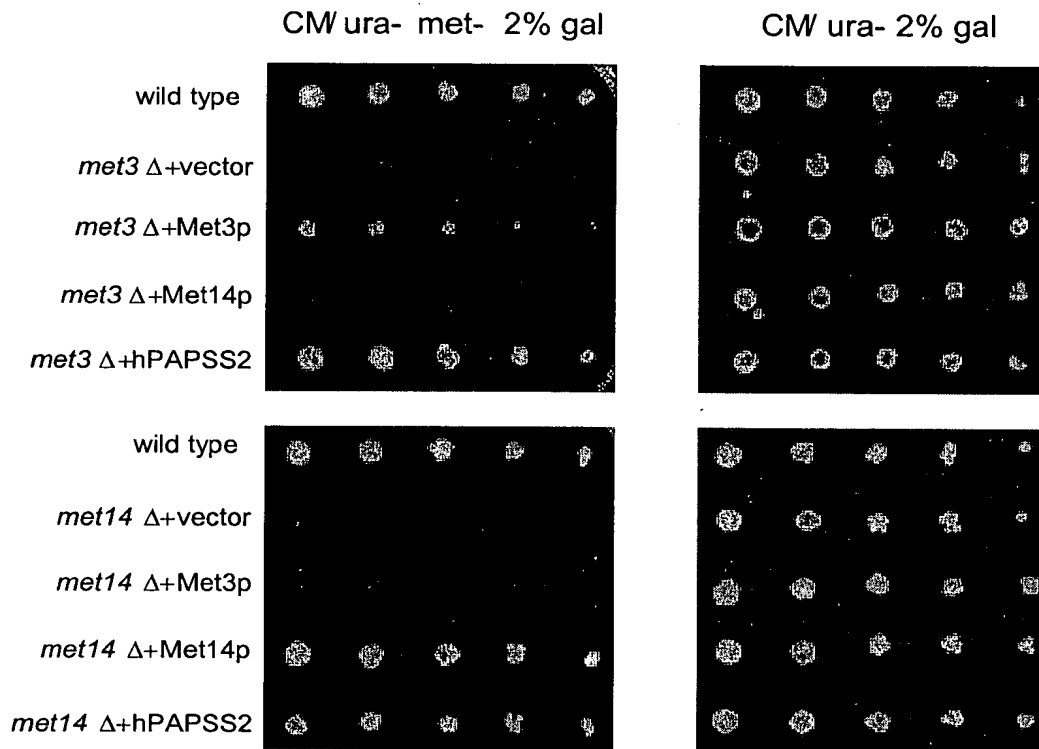 CM/ ura- met- 2% gal
CM/ ura- 2% gal
wild type
met3 Δ+vector
met3 Δ+Met3p
met3 Δ+Met14p
met3 Δ+hPAPSS2
wild type
met14 Δ+vector
met14 Δ+Met3p
met14 Δ+Met14p
met14 Δ+hPAPSS2